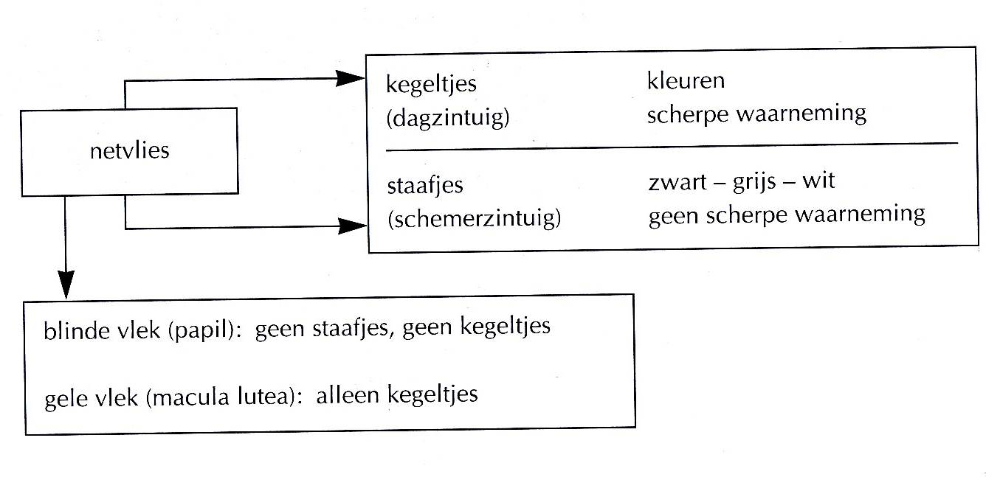 netvlies
kegeltjes kleuren
(dagzintuig) scherpe waarneming
staafjes zwart – grijs – wit
(schemerzintuig) geen scherpe waarneming
blinde vlek (papil): geen staafjes, geen kegeltjes
gele vlek (macula lutea): alleen kegeltjes